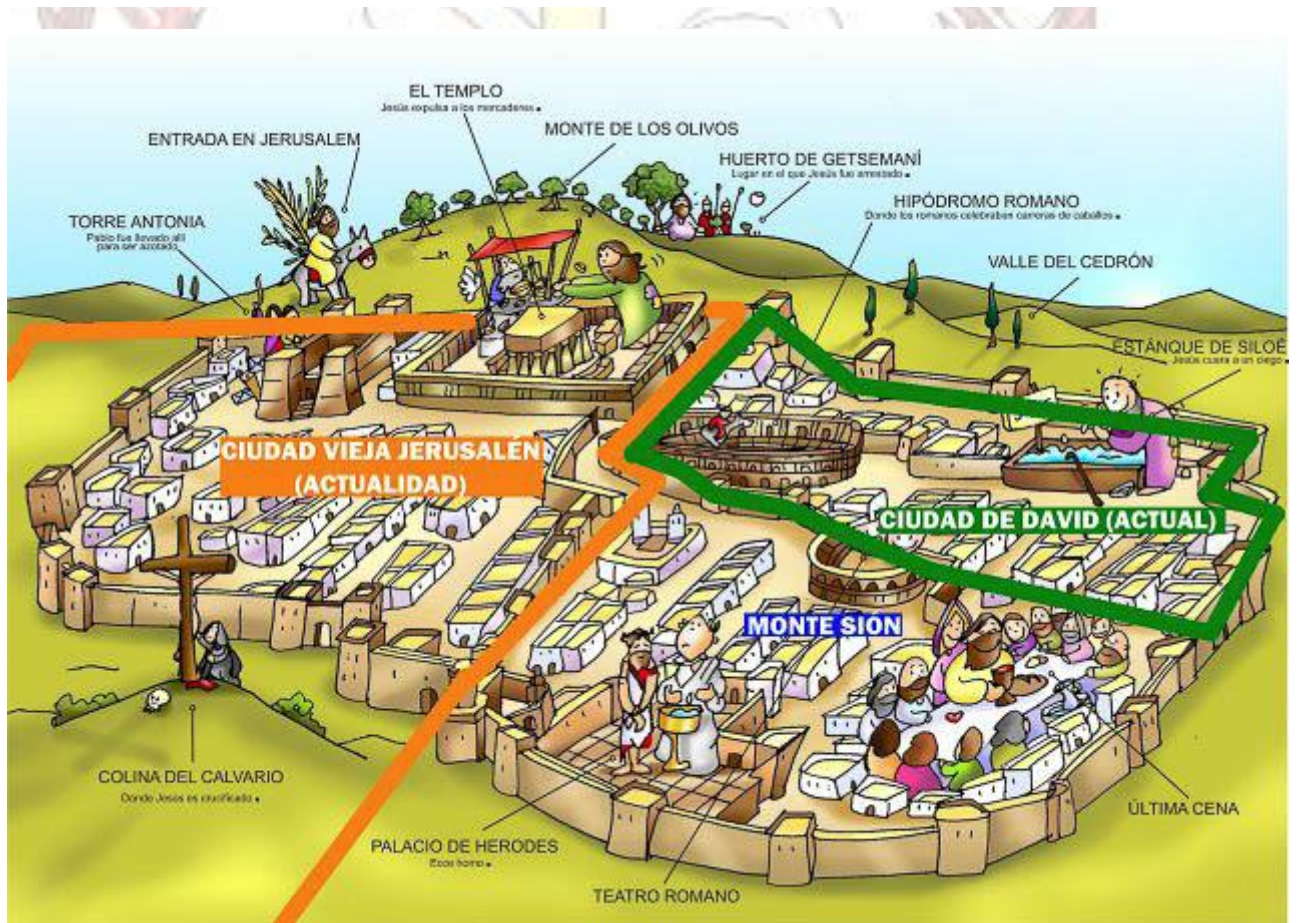 EL TEMPLO
Jesús expulsa a los mercaderes
ENTRADA EN JERUSALEM
MONTE DE LOS OLIVOS
HUERTO DE GETSEMANÍ
Lugar en el que Jesús fue arrestado
TORRE ANTONIA
Pablo fue llevado allí
para ser azotado
HIPÓDROMO ROMANO
Donde los romanos celebraban carreras de caballos
VALLE DEL CEDRÓN
ESTÁNQUE DE SILOÉ
Jesús cura a un ciego
CIUDAD VIEJA JERUSALÉN
(ACTUALIDAD)
CIUDAD DE DAVID (ACTUAL)
MONTE SION
COLINA DEL CALVARIO
Donde Jesús es crucificado
PALACIO DE HERODES
Ecce homo
TEATRO ROMANO
ÚLTIMA CENA